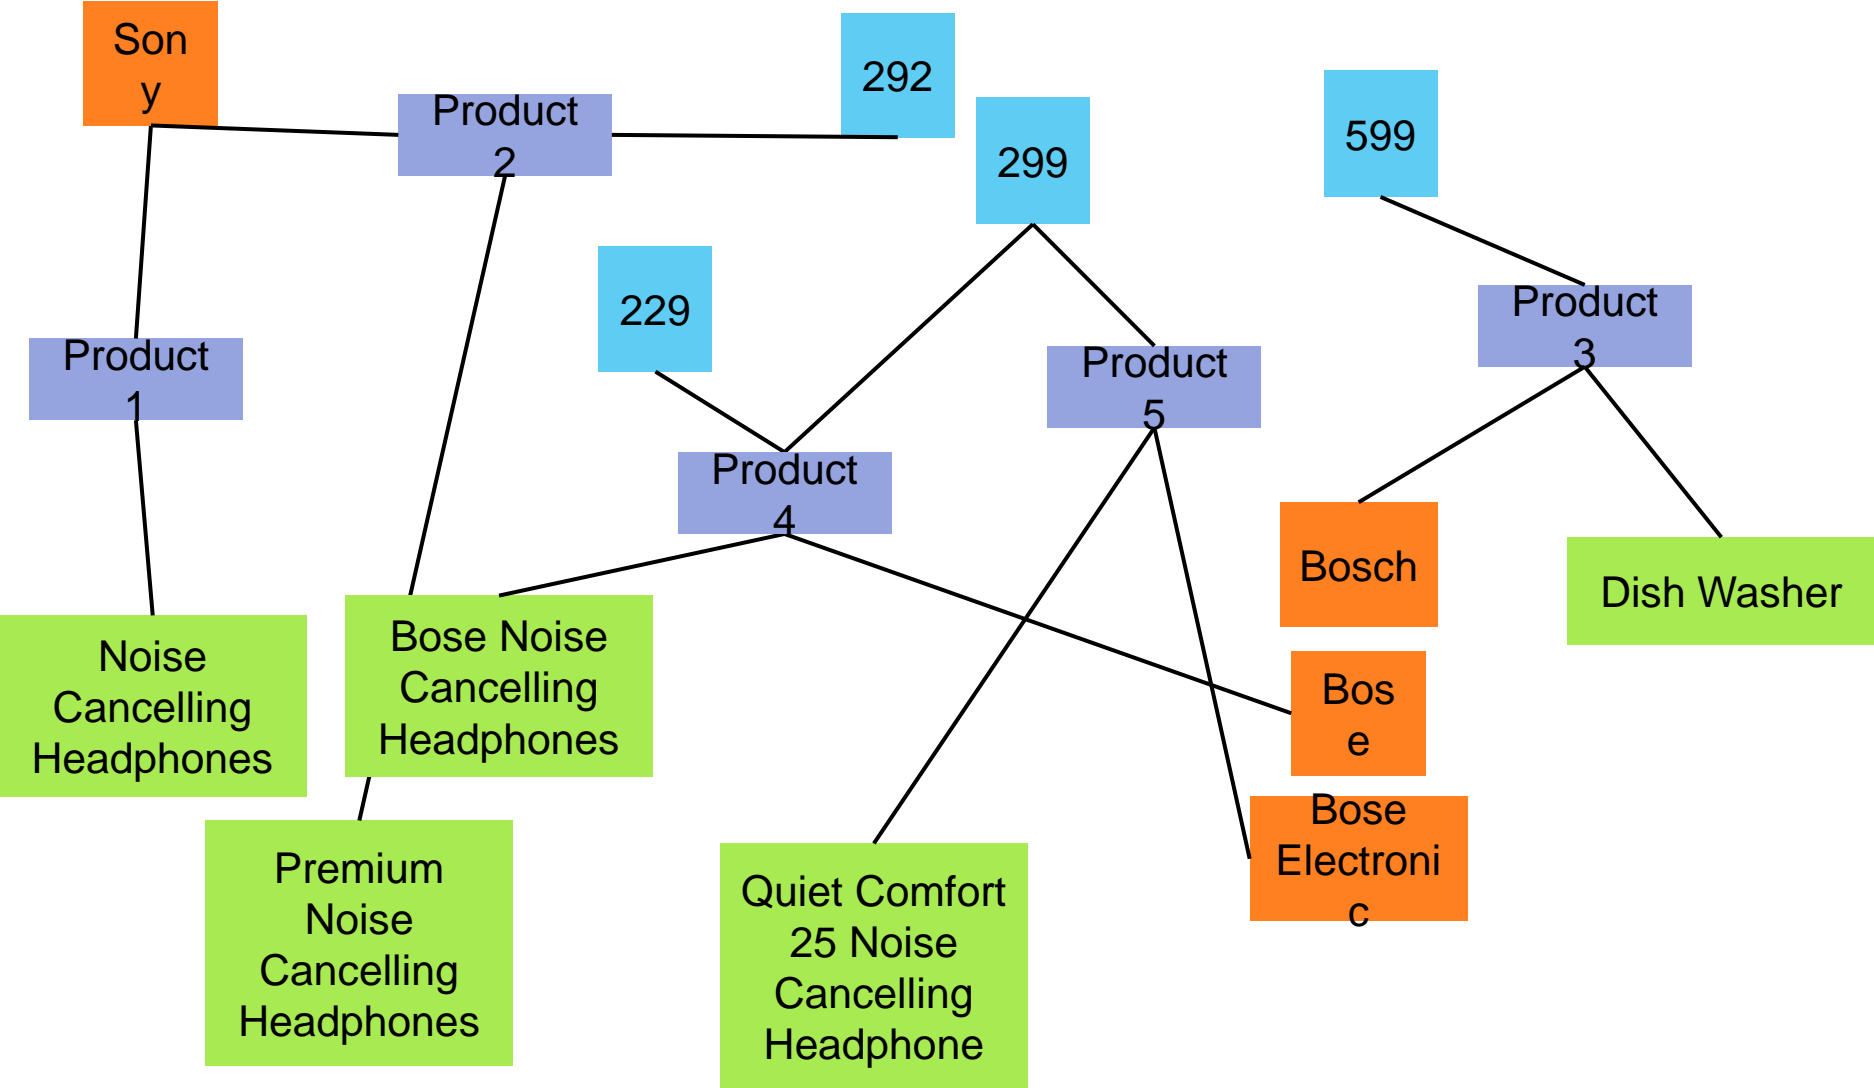 Son
y
Product
2
292
299
599
229
Product
3
Product
1
Product
5
Product
4
Bosch
Dish Washer
Noise
Cancelling
Headphones
Bose Noise
Cancelling
Headphones
Bos
e
Bose
Electroni
c
Premium
Noise
Cancelling
Headphones
Quiet Comfort
25 Noise
Cancelling
Headphone